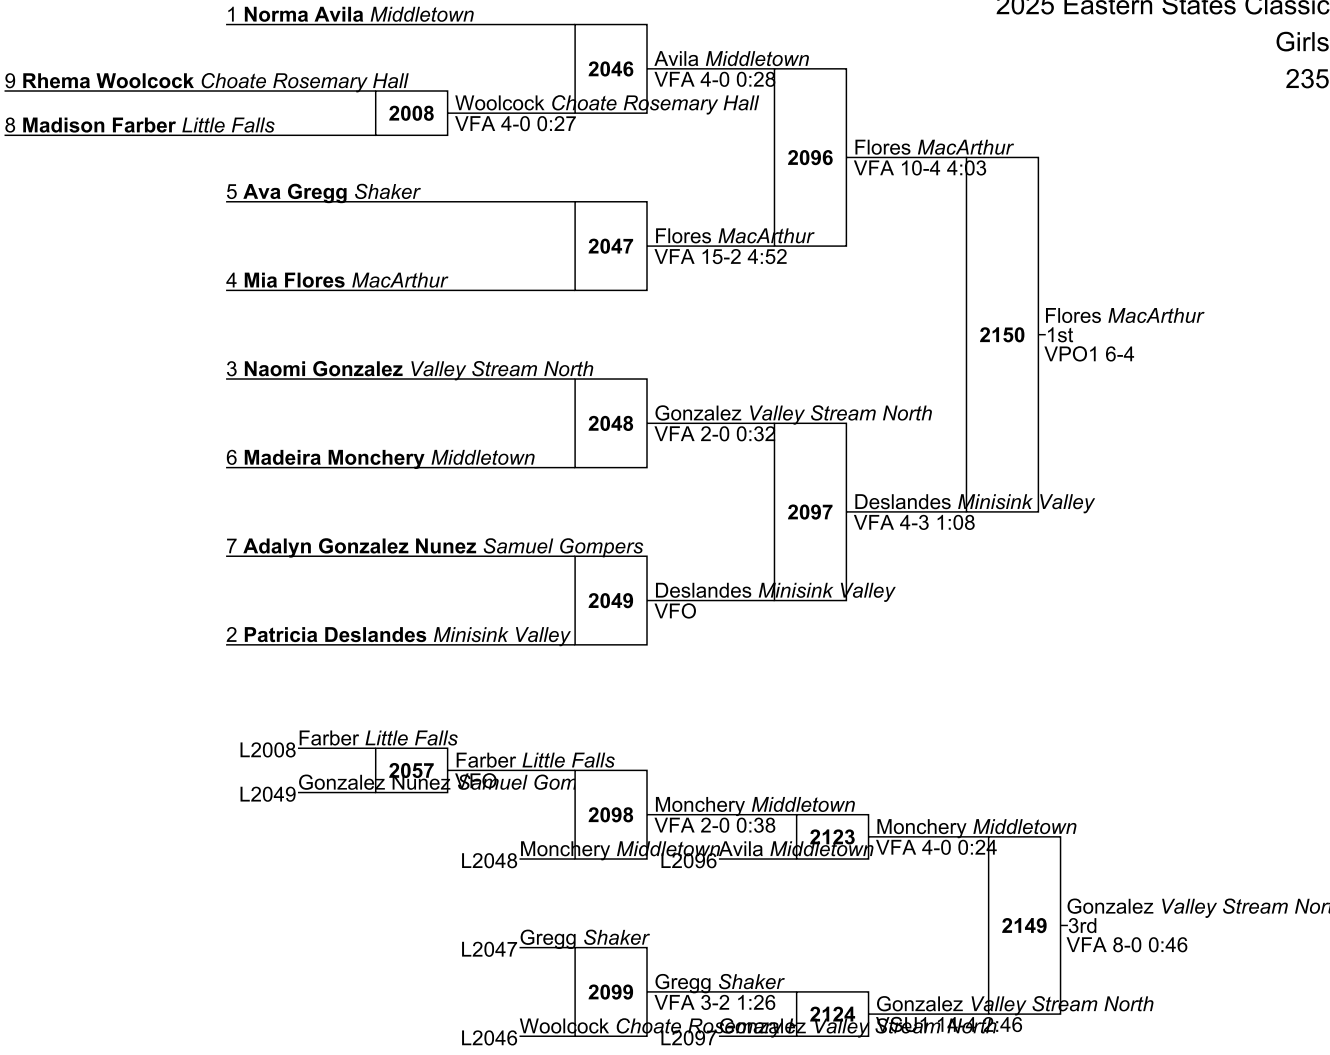 2025 Eastern States Classic
Girls
235
1 Norma Avila Middletown
9 Rhema Woolcock Choate Rosemary Hall
8 Madison Farber Little Falls
2008
Woolcock Choate Rosemary Hall
VFA 4-0 0:27
2046
Avila Middletown
VFA 4-0 0:28
5 Ava Gregg Shaker
4 Mia Flores MacArthur
2047
Flores MacArthur
VFA 15-2 4:52
2096
Flores MacArthur
VFA 10-4 4:03
3 Naomi Gonzalez Valley Stream North
6 Madeira Monchery Middletown
2048
Gonzalez Valley Stream North
VFA 2-0 0:32
7 Adalyn Gonzalez Nunez Samuel Gompers
2 Patricia Deslandes Minisink Valley
2049
Deslandes Minisink Valley
VFO
2097
Deslandes Minisink Valley
VFA 4-3 1:08
2150
Flores MacArthur
1st
VPO1 6-4
L2008 Farber Little Falls
L2049 Gonzalez Nunez Samuel Gom
2057
Farber Little Falls
VFO
L2048 Monchery Middletown
2098
Monchery Middletown
VFA 2-0 0:38
L2096 Avila Middletown
2123
Monchery Middletown
VFA 4-0 0:24
L2047 Gregg Shaker
L2046 Woolcock Choate Rosemary H
2099
Gregg Shaker
VFA 3-2 1:26
L2097 Gonzalez Valley Stream North
2124
Gonzalez Valley Stream North
2149
Gonzalez Valley Stream Nor
3rd
VFA 8-0 0:46